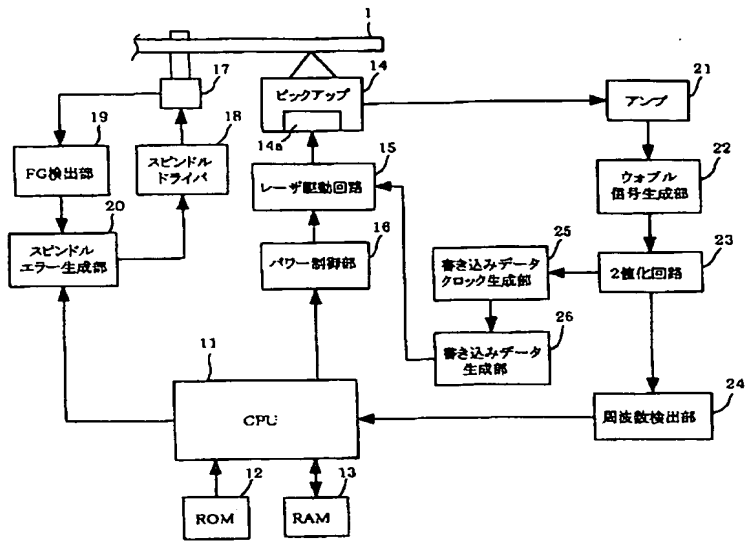 1
17
14
ピックアップ
14a
21
アンプ
19
FG検出部
18
スピンドル
ドライバ
15
レーザ駆動回路
22
ウォブル
信号生成部
20
スピンドル
エラー生成部
16
パワー制御部
25
書き込みデータ
クロック生成部
23
2値化回路
26
書き込みデータ
生成部
11
CPU
24
周波数検出部
12
ROM
13
RAM